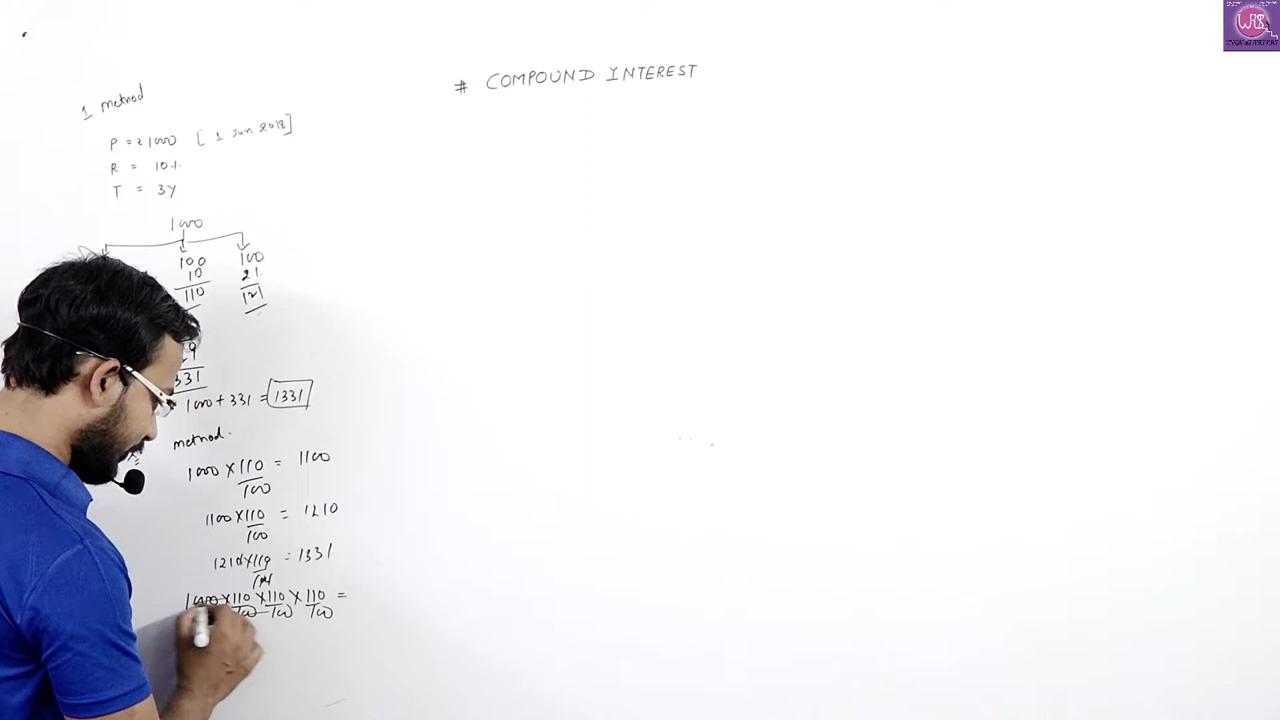 # COMPOUND INTEREST
1 method
P = ₹ 1000 [ 1 Jan 2018 ]
R = 10%
T = 3y
1000
100 100
10 21
110 121
331
1000 + 331 = 1331
method.
1000 × 110/100 = 1100
1100 × 110/100 = 1210
1210 × 110/100 = 1331
1000 × 110/100 × 110/100 × 110/100 =